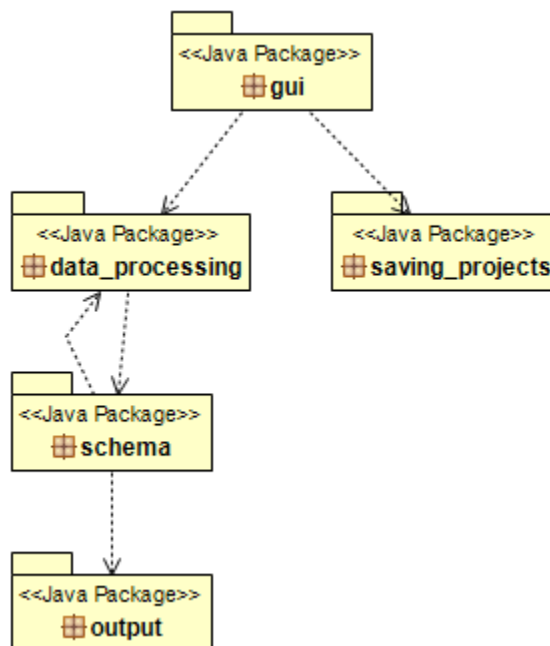 <<Java Package>>
gui
<<Java Package>>
data_processing
<<Java Package>>
saving_projects
<<Java Package>>
schema
<<Java Package>>
output